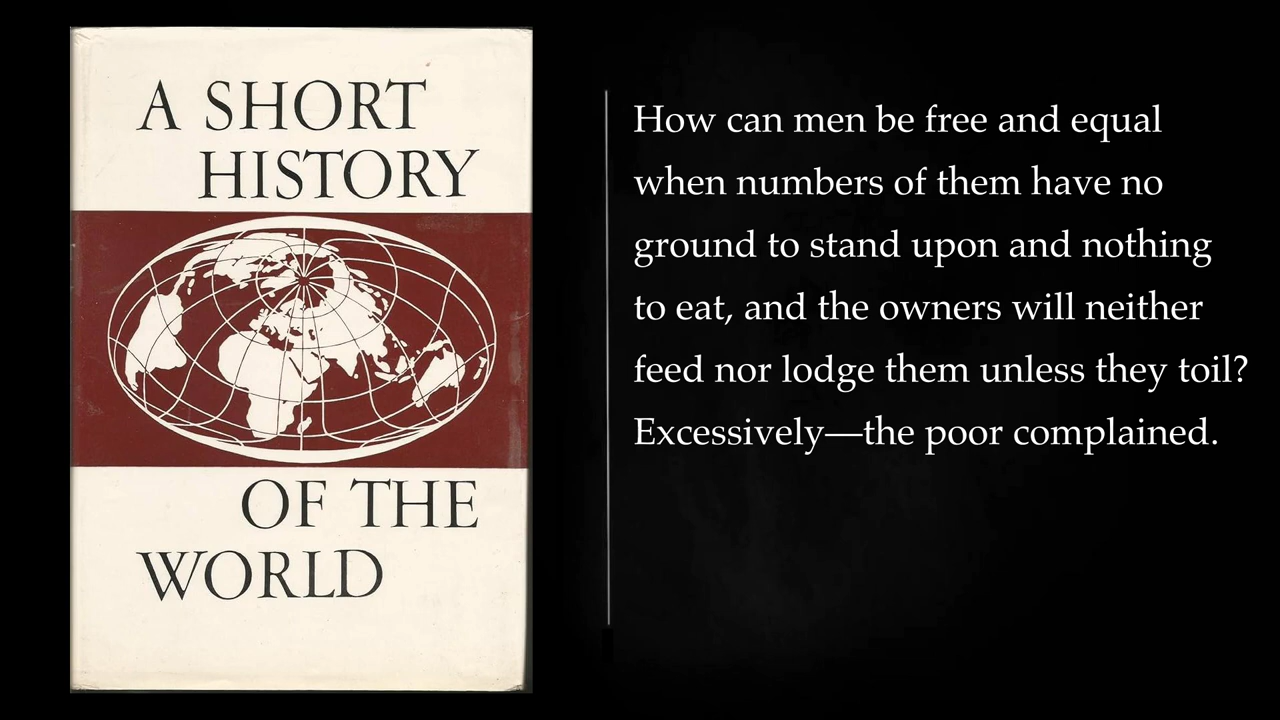 A SHORT
HISTORY
OF THE
WORLD
How can men be free and equal
when numbers of them have no
ground to stand upon and nothing
to eat, and the owners will neither
feed nor lodge them unless they toil?
Excessively—the poor complained.